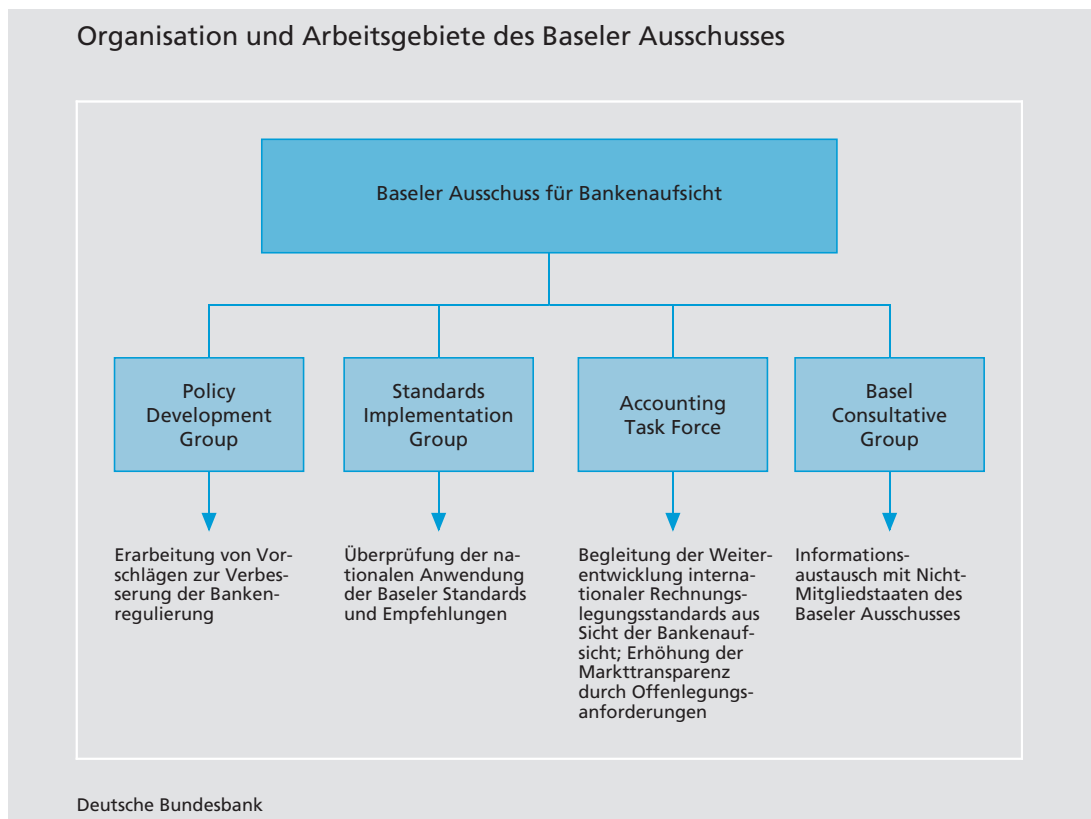 Organisation und Arbeitsgebiete des Baseler Ausschusses
Baseler Ausschuss für Bankenaufsicht
Policy
Development
Group
Standards
Implementation
Group
Accounting
Task Force
Basel
Consultative
Group
Erarbeitung von Vor-
schlägen zur Verbes-
serung der Banken-
regulierung
Überprüfung der na-
tionalen Anwendung
der Baseler Standards
und Empfehlungen
Begleitung der Weiter-
entwicklung interna-
tionaler Rechnungs-
legungsstandards aus
Sicht der Bankenauf-
sicht; Erhöhung der
Markttransparenz
durch Offenlegungs-
anforderungen
Informations-
austausch mit Nicht-
Mitgliedstaaten des
Baseler Ausschusses
Deutsche Bundesbank